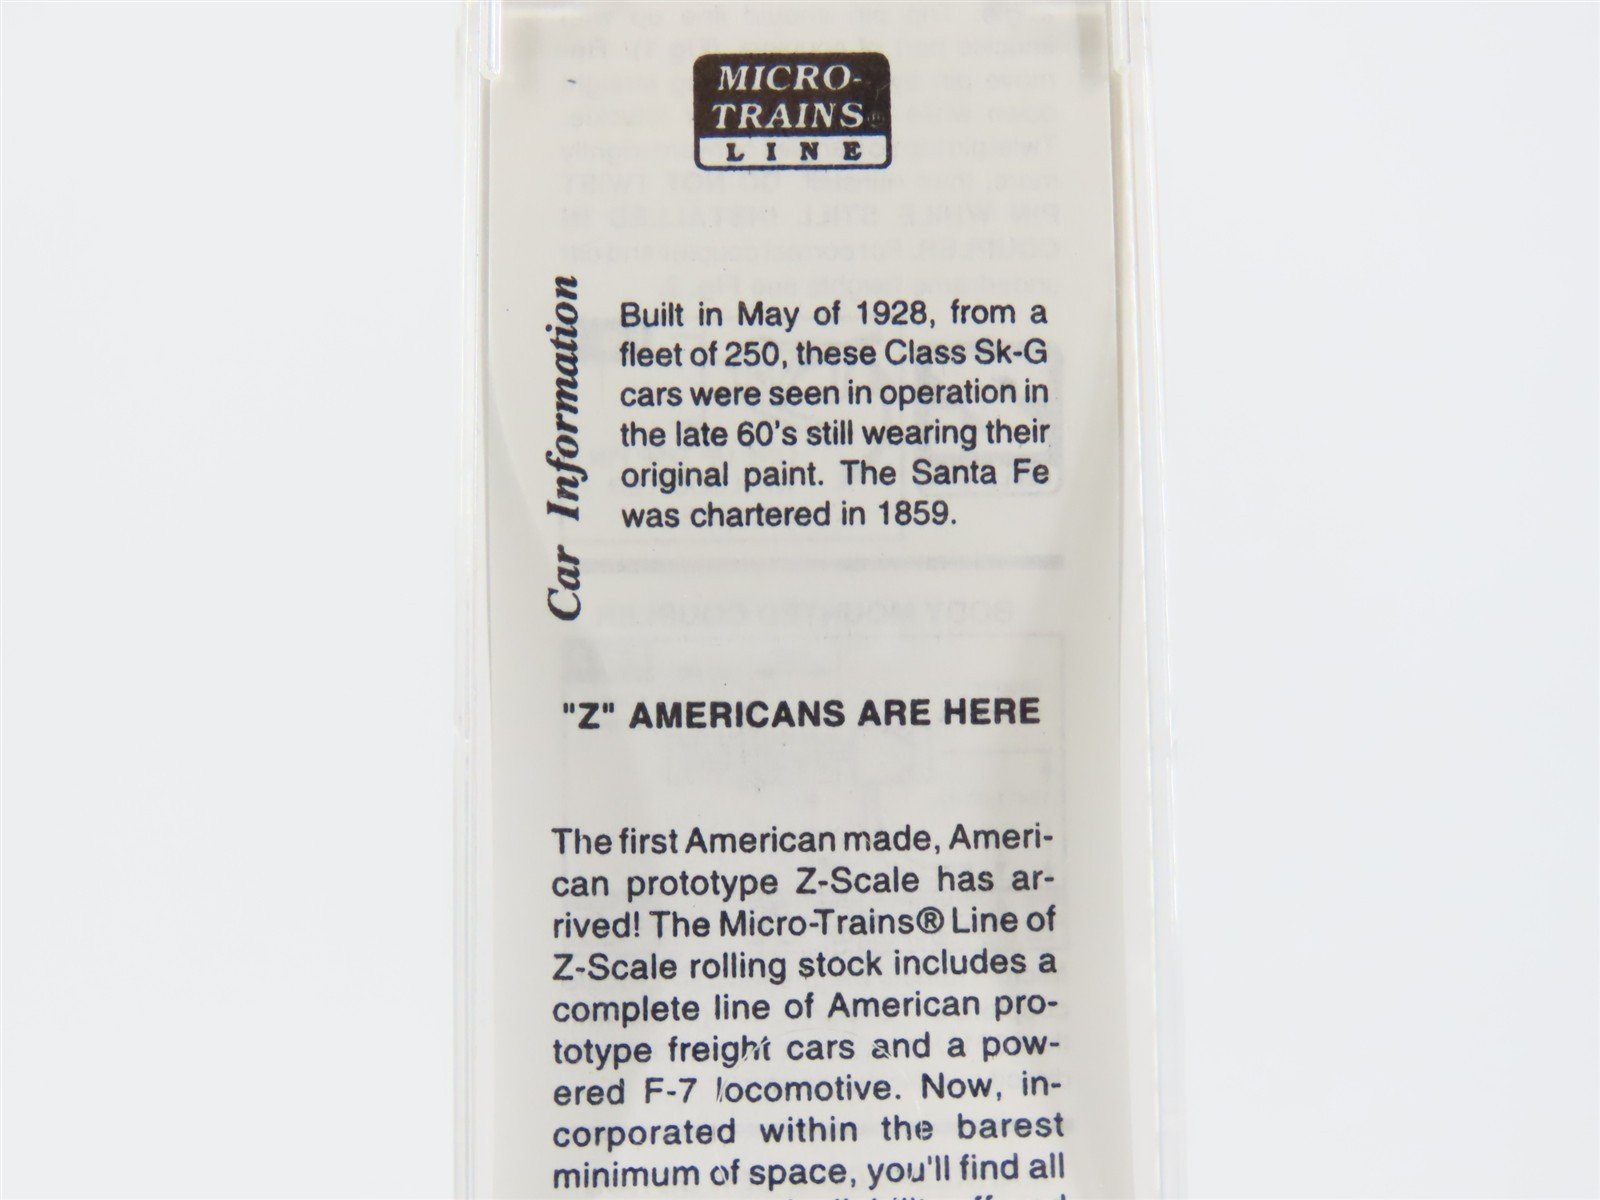 MICRO-
TRAINS®
LINE
Car Information
Built in May of 1928, from a
fleet of 250, these Class Sk-G
cars were seen in operation in
the late 60's still wearing their
original paint. The Santa Fe
was chartered in 1859.
"Z" AMERICANS ARE HERE
The first American made, Ameri-
can prototype Z-Scale has ar-
rived! The Micro-Trains® Line of
Z-Scale rolling stock includes a
complete line of American pro-
totype freight cars and a pow-
ered F-7 locomotive. Now, in-
corporated within the barest
minimum of space, you'll find all